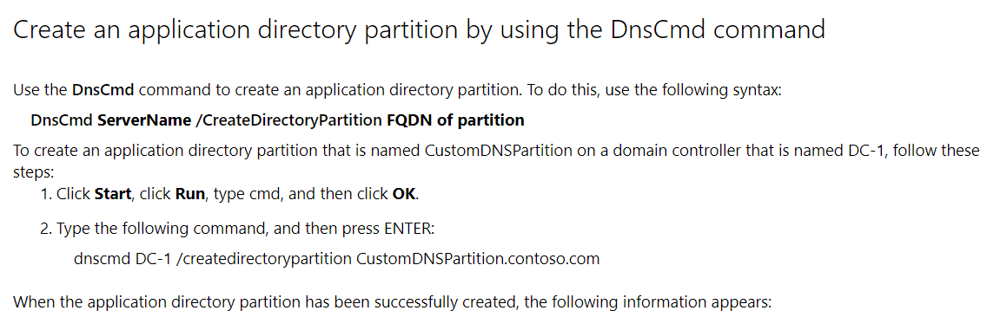 Create an application directory partition by using the DnsCmd command
Use the DnsCmd command to create an application directory partition. To do this, use the following syntax:
DnsCmd ServerName /CreateDirectoryPartition FQDN of partition
To create an application directory partition that is named CustomDNSPartition on a domain controller that is named DC-1, follow these
steps:
1. Click Start, click Run, type cmd, and then click OK.
2. Type the following command, and then press ENTER:
dnscmd DC-1 /createdirectorypartition CustomDNSPartition.contoso.com
When the application directory partition has been successfully created, the following information appears: